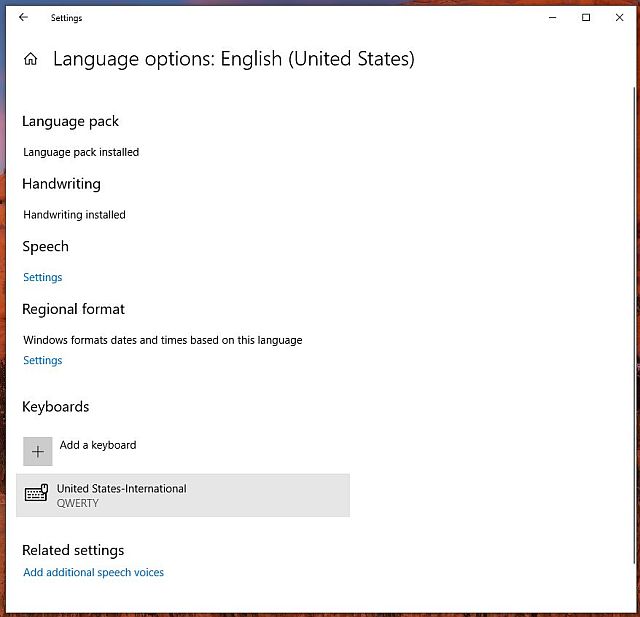 Settings
Language options: English (United States)
Language pack
Language pack installed
Handwriting
Handwriting installed
Speech
Settings
Regional format
Windows formats dates and times based on this language
Settings
Keyboards
Add a keyboard
United States-International
QWERTY
Related settings
Add additional speech voices